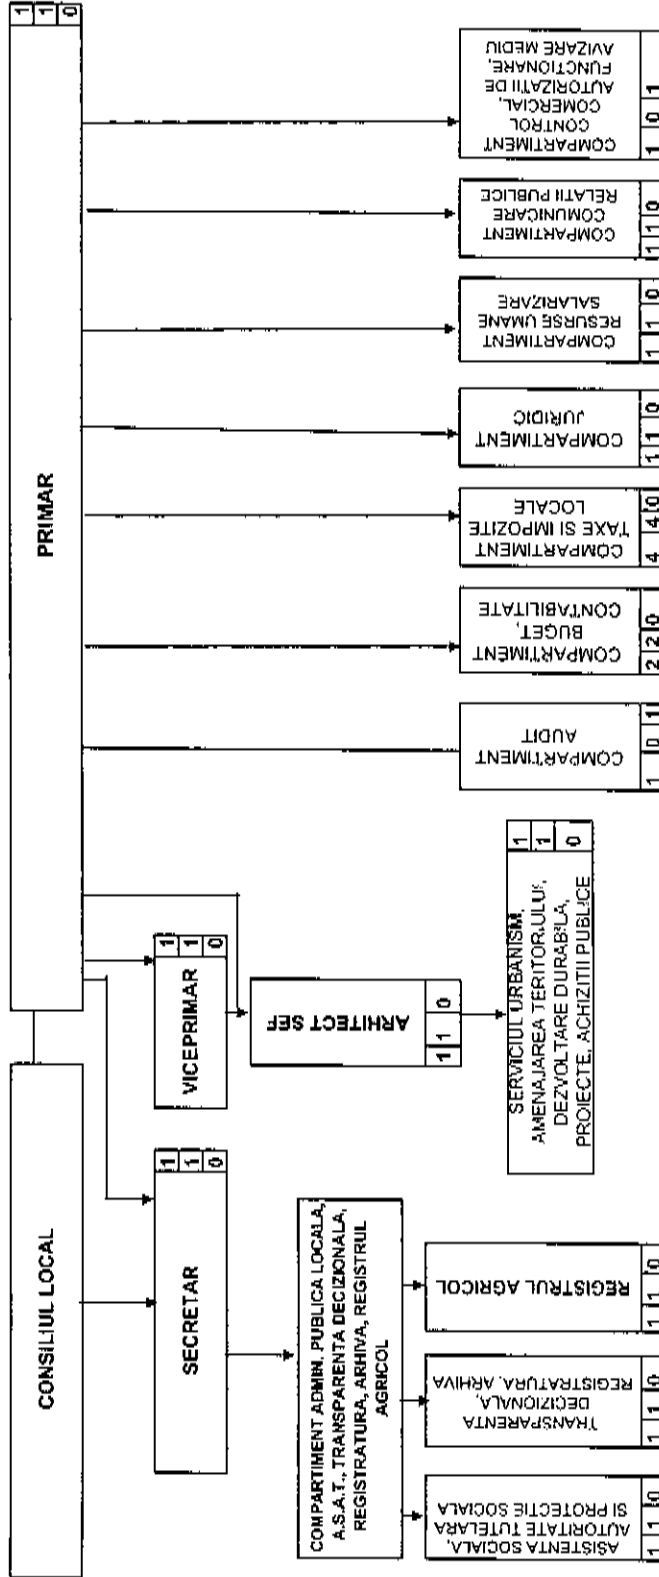 CONSILIUL LOCAL
PRIMAR
1
1
0
SECRETAR
1
1
0
VICEPRIMAR
1
1
0
ARHITECT SEF
1 1 0
COMPARTIMENT ADMIN. PUBLICA LOCALA,
A.S.A.T., TRANSPARENTA DECIZIONALA,
REGISTRATURA, ARHIVA, REGISTRUL
AGRICOL
ASISTENTA SOCIALA,
AUTORITATE TUTELARA
SI PROTECTIE SOCIALA
1 1 0
TRANSPARENTA
DECIZIONALA,
REGISTRATURA, ARHIVA
1 1 0
REGISTRUL AGRICOL
1 1 0
SERVICIUL URBANISM,
AMENAJAREA TERITORIULUI,
DEZVOLTARE DURABILA,
PROIECTE, ACHIZITII PUBLICE
1
1
0
COMPARTIMENT
AUDIT
1 0 1
COMPARTIMENT
BUGET,
CONTABILITATE
2 2 0
COMPARTIMENT
TAXE SI IMPOZITE
LOCALE
4 4 0
COMPARTIMENT
JURIDIC
1 1 0
COMPARTIMENT
RESURSE UMANE
SALARIZARE
1 1 0
COMPARTIMENT
COMUNICARE
RELATII PUBLICE
1 1 0
COMPARTIMENT
CONTROL
COMERCIAL,
AUTORIZATII DE
FUNCTIONARE,
AVIZARE MEDIU
1 0 1